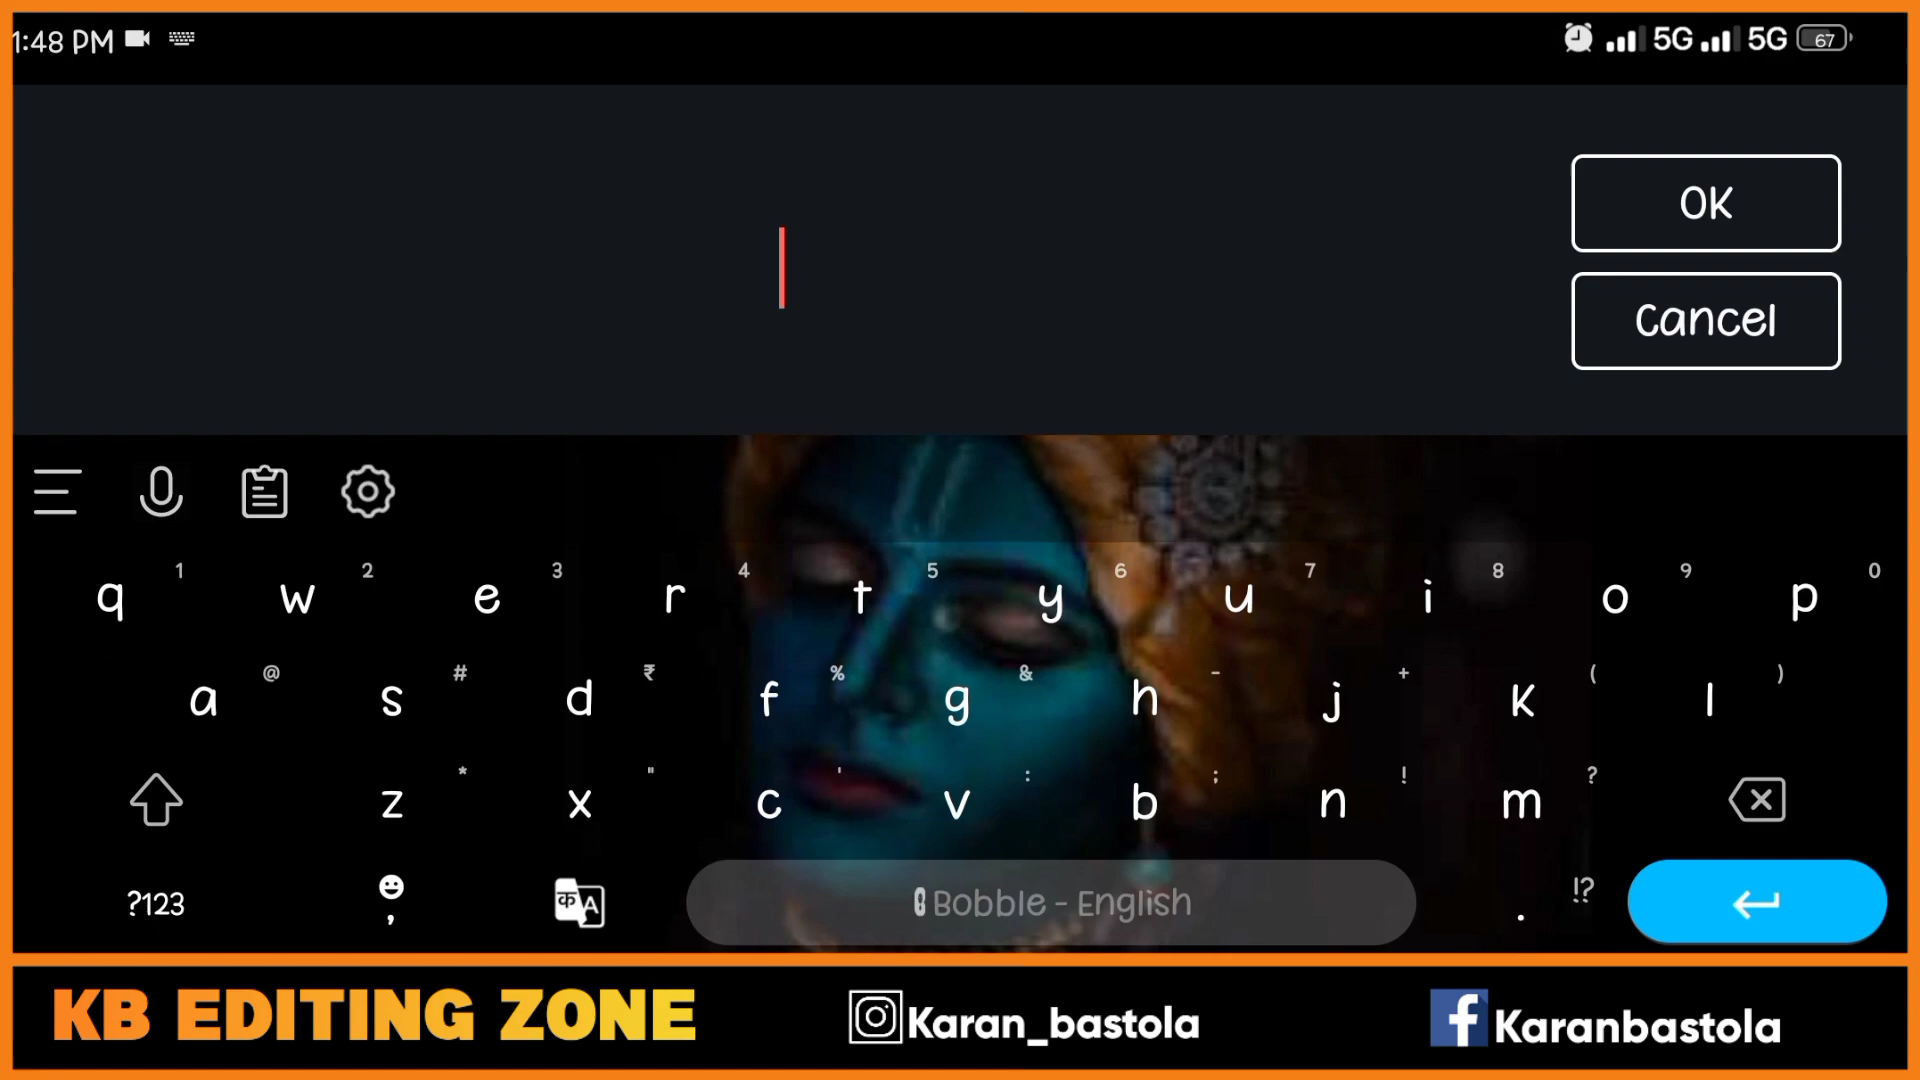 1:48 PM 5G 5G 67
OK
Cancel
1 2 3 4 5 6 7 8 9 0
q w e r t y u i o p
@ # ₹ % & - + ( )
a s d f g h j k l
* " ' : ; ! ?
z x c v b n m
?123 , क A Bobble - English . !?
KB EDITING ZONE Karan_bastola f Karanbastola